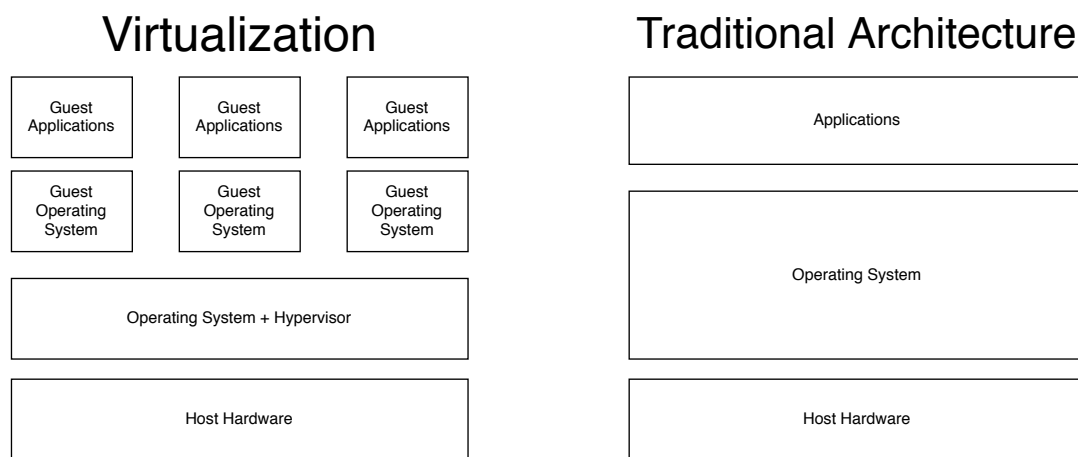 Virtualization
Guest
Applications
Guest
Applications
Guest
Applications
Guest
Operating
System
Guest
Operating
System
Guest
Operating
System
Operating System + Hypervisor
Host Hardware
Traditional Architecture
Applications
Operating System
Host Hardware